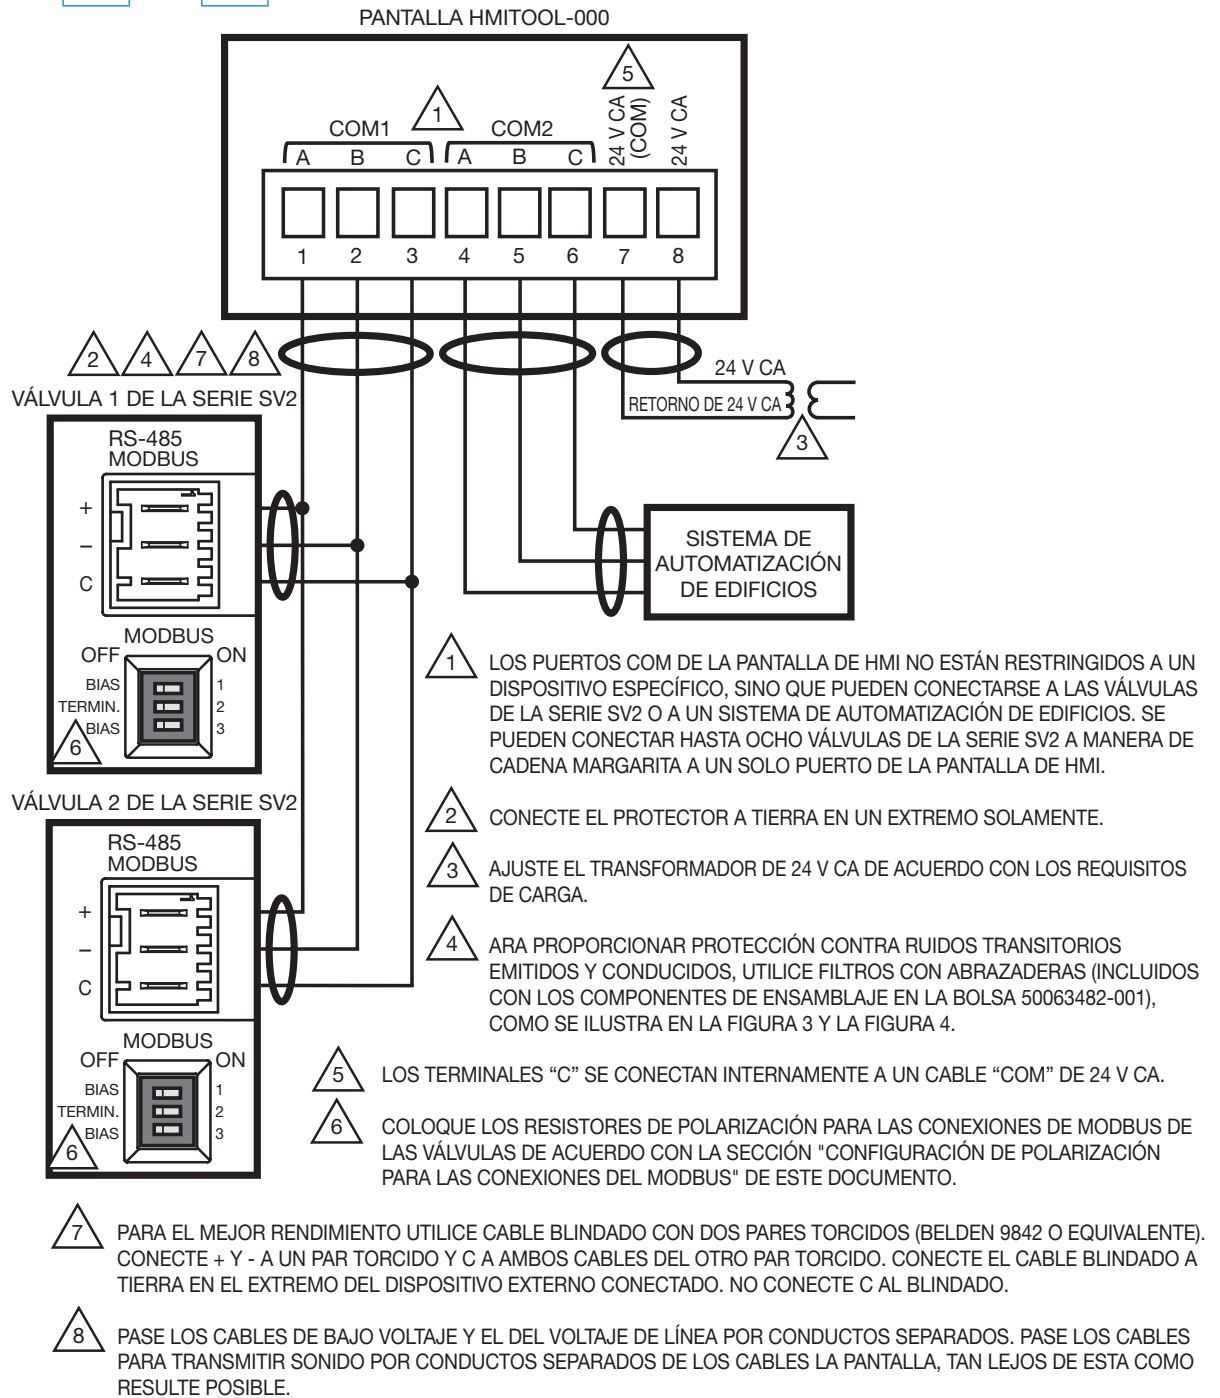 PANTALLA HMITOOL-000
5
1
COM1
COM2
24 V CA
(COM)
24 V CA
A B C A B C
1 2 3 4 5 6 7 8
2 4 7 8
24 V CA
RETORNO DE 24 V CA
3
VÁLVULA 1 DE LA SERIE SV2
RS-485
MODBUS
+
–
C
MODBUS
OFF ON
BIAS 1
TERMIN. 2
BIAS 3
6
SISTEMA DE
AUTOMATIZACIÓN
DE EDIFICIOS
VÁLVULA 2 DE LA SERIE SV2
RS-485
MODBUS
+
–
C
MODBUS
OFF ON
BIAS 1
TERMIN. 2
BIAS 3
6
1 LOS PUERTOS COM DE LA PANTALLA DE HMI NO ESTÁN RESTRINGIDOS A UN
DISPOSITIVO ESPECÍFICO, SINO QUE PUEDEN CONECTARSE A LAS VÁLVULAS
DE LA SERIE SV2 O A UN SISTEMA DE AUTOMATIZACIÓN DE EDIFICIOS. SE
PUEDEN CONECTAR HASTA OCHO VÁLVULAS DE LA SERIE SV2 A MANERA DE
CADENA MARGARITA A UN SOLO PUERTO DE LA PANTALLA DE HMI.
2 CONECTE EL PROTECTOR A TIERRA EN UN EXTREMO SOLAMENTE.
3 AJUSTE EL TRANSFORMADOR DE 24 V CA DE ACUERDO CON LOS REQUISITOS
DE CARGA.
4 ARA PROPORCIONAR PROTECCIÓN CONTRA RUIDOS TRANSITORIOS
EMITIDOS Y CONDUCIDOS, UTILICE FILTROS CON ABRAZADERAS (INCLUIDOS
CON LOS COMPONENTES DE ENSAMBLAJE EN LA BOLSA 50063482-001),
COMO SE ILUSTRA EN LA FIGURA 3 Y LA FIGURA 4.
5 LOS TERMINALES “C” SE CONECTAN INTERNAMENTE A UN CABLE “COM” DE 24 V CA.
6 COLOQUE LOS RESISTORES DE POLARIZACIÓN PARA LAS CONEXIONES DE MODBUS DE
LAS VÁLVULAS DE ACUERDO CON LA SECCIÓN "CONFIGURACIÓN DE POLARIZACIÓN
PARA LAS CONEXIONES DEL MODBUS" DE ESTE DOCUMENTO.
7 PARA EL MEJOR RENDIMIENTO UTILICE CABLE BLINDADO CON DOS PARES TORCIDOS (BELDEN 9842 O EQUIVALENTE).
CONECTE + Y - A UN PAR TORCIDO Y C A AMBOS CABLES DEL OTRO PAR TORCIDO. CONECTE EL CABLE BLINDADO A
TIERRA EN EL EXTREMO DEL DISPOSITIVO EXTERNO CONECTADO. NO CONECTE C AL BLINDADO.
8 PASE LOS CABLES DE BAJO VOLTAJE Y EL DEL VOLTAJE DE LÍNEA POR CONDUCTOS SEPARADOS. PASE LOS CABLES
PARA TRANSMITIR SONIDO POR CONDUCTOS SEPARADOS DE LOS CABLES LA PANTALLA, TAN LEJOS DE ESTA COMO
RESULTE POSIBLE.